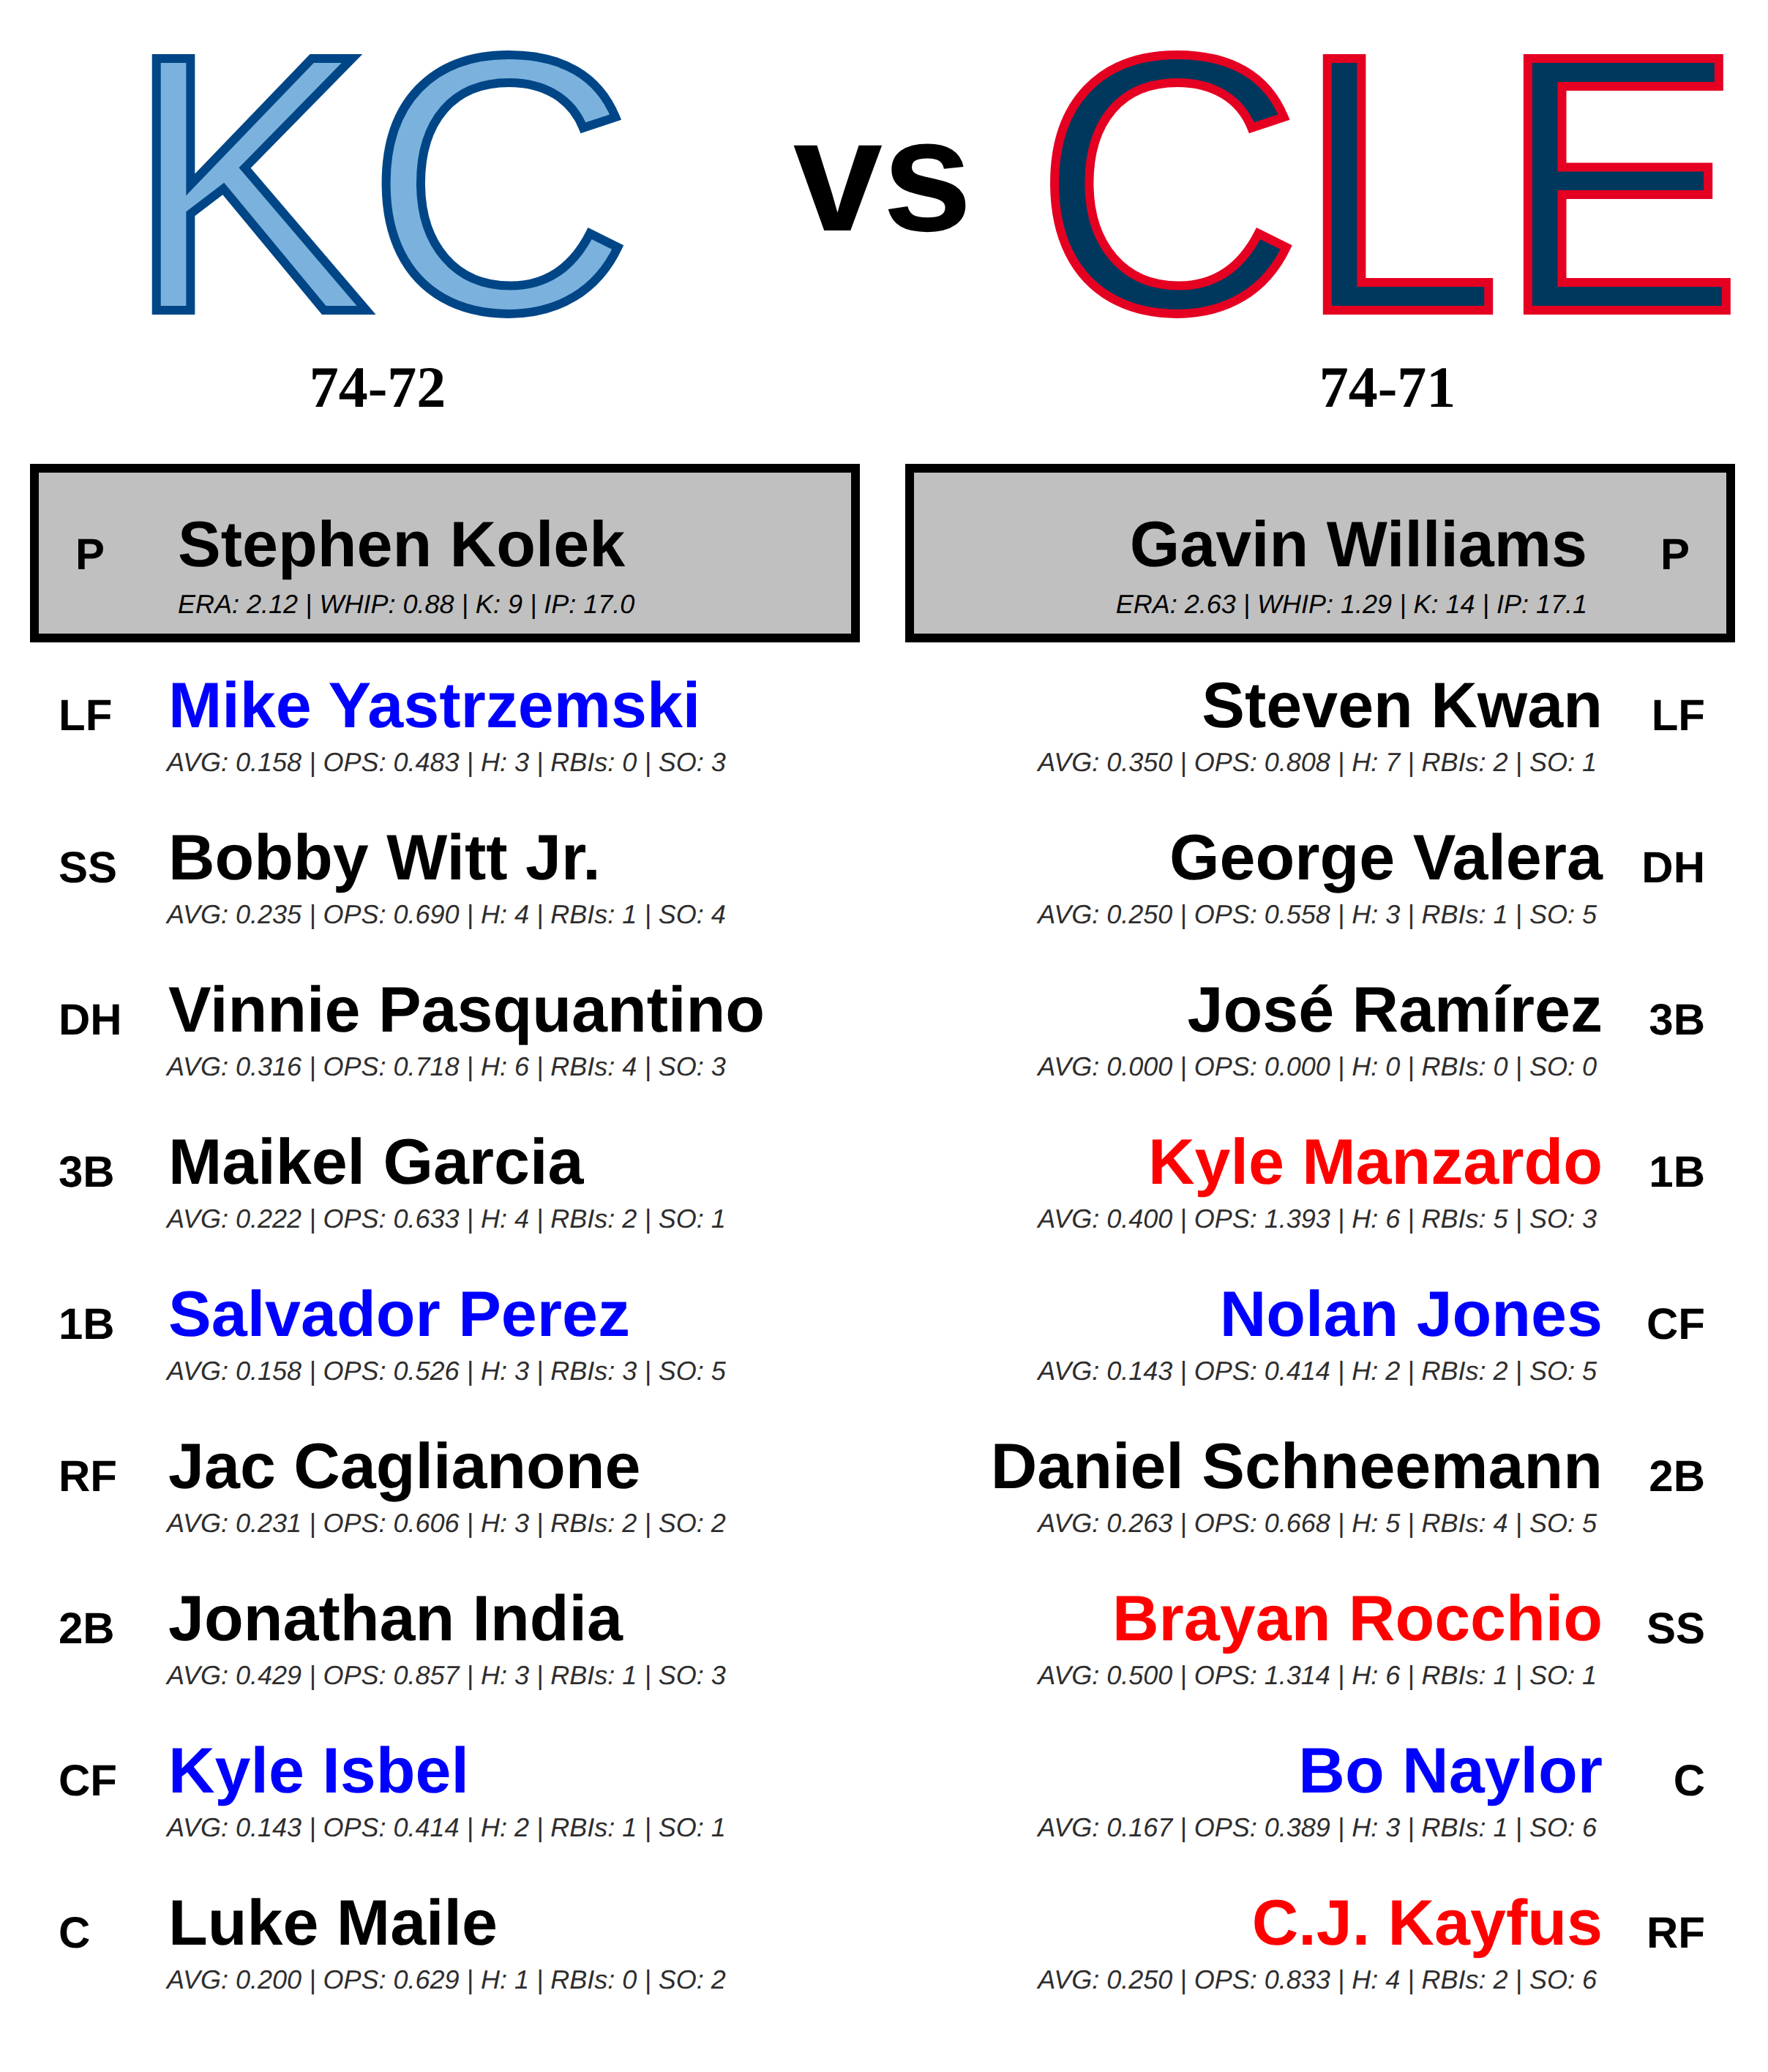 KC vs CLE
74-72 74-71
P Stephen Kolek
ERA: 2.12 | WHIP: 0.88 | K: 9 | IP: 17.0
Gavin Williams P
ERA: 2.63 | WHIP: 1.29 | K: 14 | IP: 17.1
LF Mike Yastrzemski
AVG: 0.158 | OPS: 0.483 | H: 3 | RBIs: 0 | SO: 3
SS Bobby Witt Jr.
AVG: 0.235 | OPS: 0.690 | H: 4 | RBIs: 1 | SO: 4
DH Vinnie Pasquantino
AVG: 0.316 | OPS: 0.718 | H: 6 | RBIs: 4 | SO: 3
3B Maikel Garcia
AVG: 0.222 | OPS: 0.633 | H: 4 | RBIs: 2 | SO: 1
1B Salvador Perez
AVG: 0.158 | OPS: 0.526 | H: 3 | RBIs: 3 | SO: 5
RF Jac Caglianone
AVG: 0.231 | OPS: 0.606 | H: 3 | RBIs: 2 | SO: 2
2B Jonathan India
AVG: 0.429 | OPS: 0.857 | H: 3 | RBIs: 1 | SO: 3
CF Kyle Isbel
AVG: 0.143 | OPS: 0.414 | H: 2 | RBIs: 1 | SO: 1
C Luke Maile
AVG: 0.200 | OPS: 0.629 | H: 1 | RBIs: 0 | SO: 2
Steven Kwan LF
AVG: 0.350 | OPS: 0.808 | H: 7 | RBIs: 2 | SO: 1
George Valera DH
AVG: 0.250 | OPS: 0.558 | H: 3 | RBIs: 1 | SO: 5
José Ramírez 3B
AVG: 0.000 | OPS: 0.000 | H: 0 | RBIs: 0 | SO: 0
Kyle Manzardo 1B
AVG: 0.400 | OPS: 1.393 | H: 6 | RBIs: 5 | SO: 3
Nolan Jones CF
AVG: 0.143 | OPS: 0.414 | H: 2 | RBIs: 2 | SO: 5
Daniel Schneemann 2B
AVG: 0.263 | OPS: 0.668 | H: 5 | RBIs: 4 | SO: 5
Brayan Rocchio SS
AVG: 0.500 | OPS: 1.314 | H: 6 | RBIs: 1 | SO: 1
Bo Naylor C
AVG: 0.167 | OPS: 0.389 | H: 3 | RBIs: 1 | SO: 6
C.J. Kayfus RF
AVG: 0.250 | OPS: 0.833 | H: 4 | RBIs: 2 | SO: 6